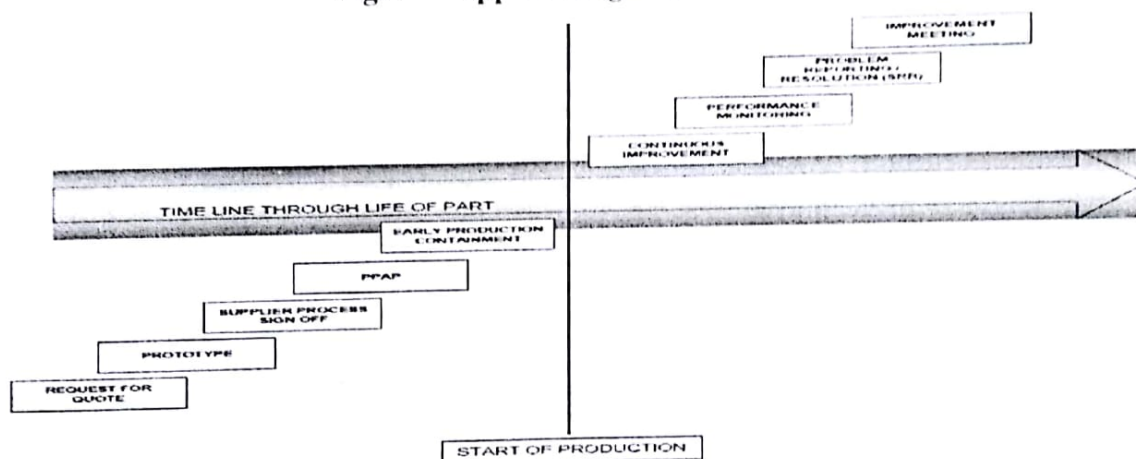 IMPROVEMENT
MEETING
PROBLEM
REPORTING /
RESOLUTION (SPR)
PERFORMANCE
MONITORING
CONTINUOUS
IMPROVEMENT
TIME LINE THROUGH LIFE OF PART
EARLY PRODUCTION
CONTAINMENT
PPAP
SUPPLIER PROCESS
SIGN OFF
PROTOTYPE
REQUEST FOR
QUOTE
START OF PRODUCTION